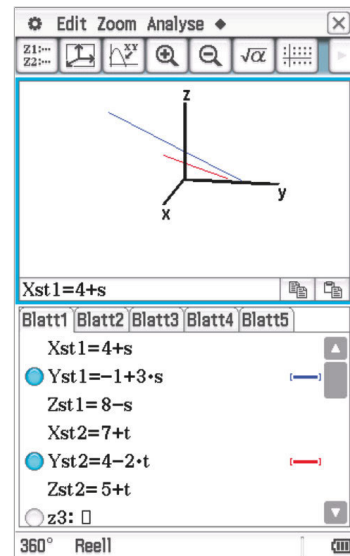 Edit Zoom Analyse
Z1:...
Z2:...
XY
√α
z
y
x
Xst1=4+s
Blatt1 Blatt2 Blatt3 Blatt4 Blatt5
Xst1=4+s
Yst1=-1+3·s
Zst1=8-s
Xst2=7+t
Yst2=4-2·t
Zst2=5+t
z3: □
360° Reell